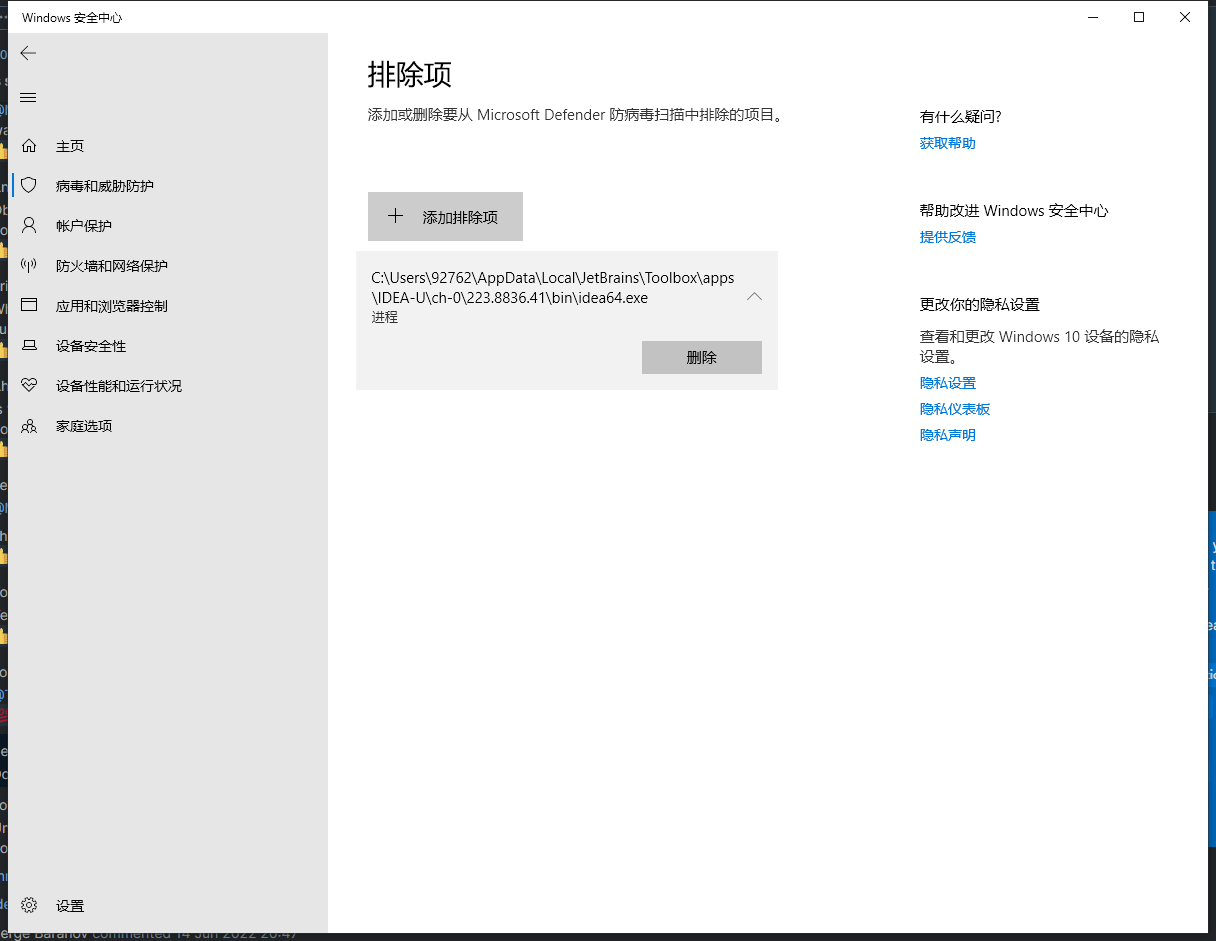 Windows 安全中心
主页
病毒和威胁防护
帐户保护
防火墙和网络保护
应用和浏览器控制
设备安全性
设备性能和运行状况
家庭选项
设置
排除项
添加或删除要从 Microsoft Defender 防病毒扫描中排除的项目。
添加排除项
C:\Users\92762\AppData\Local\JetBrains\Toolbox\apps
\IDEA-U\ch-0\223.8836.41\bin\idea64.exe
进程
删除
有什么疑问?
获取帮助
帮助改进 Windows 安全中心
提供反馈
更改你的隐私设置
查看和更改 Windows 10 设备的隐私
设置。
隐私设置
隐私仪表板
隐私声明
commented 14 Jun 2022 20:47